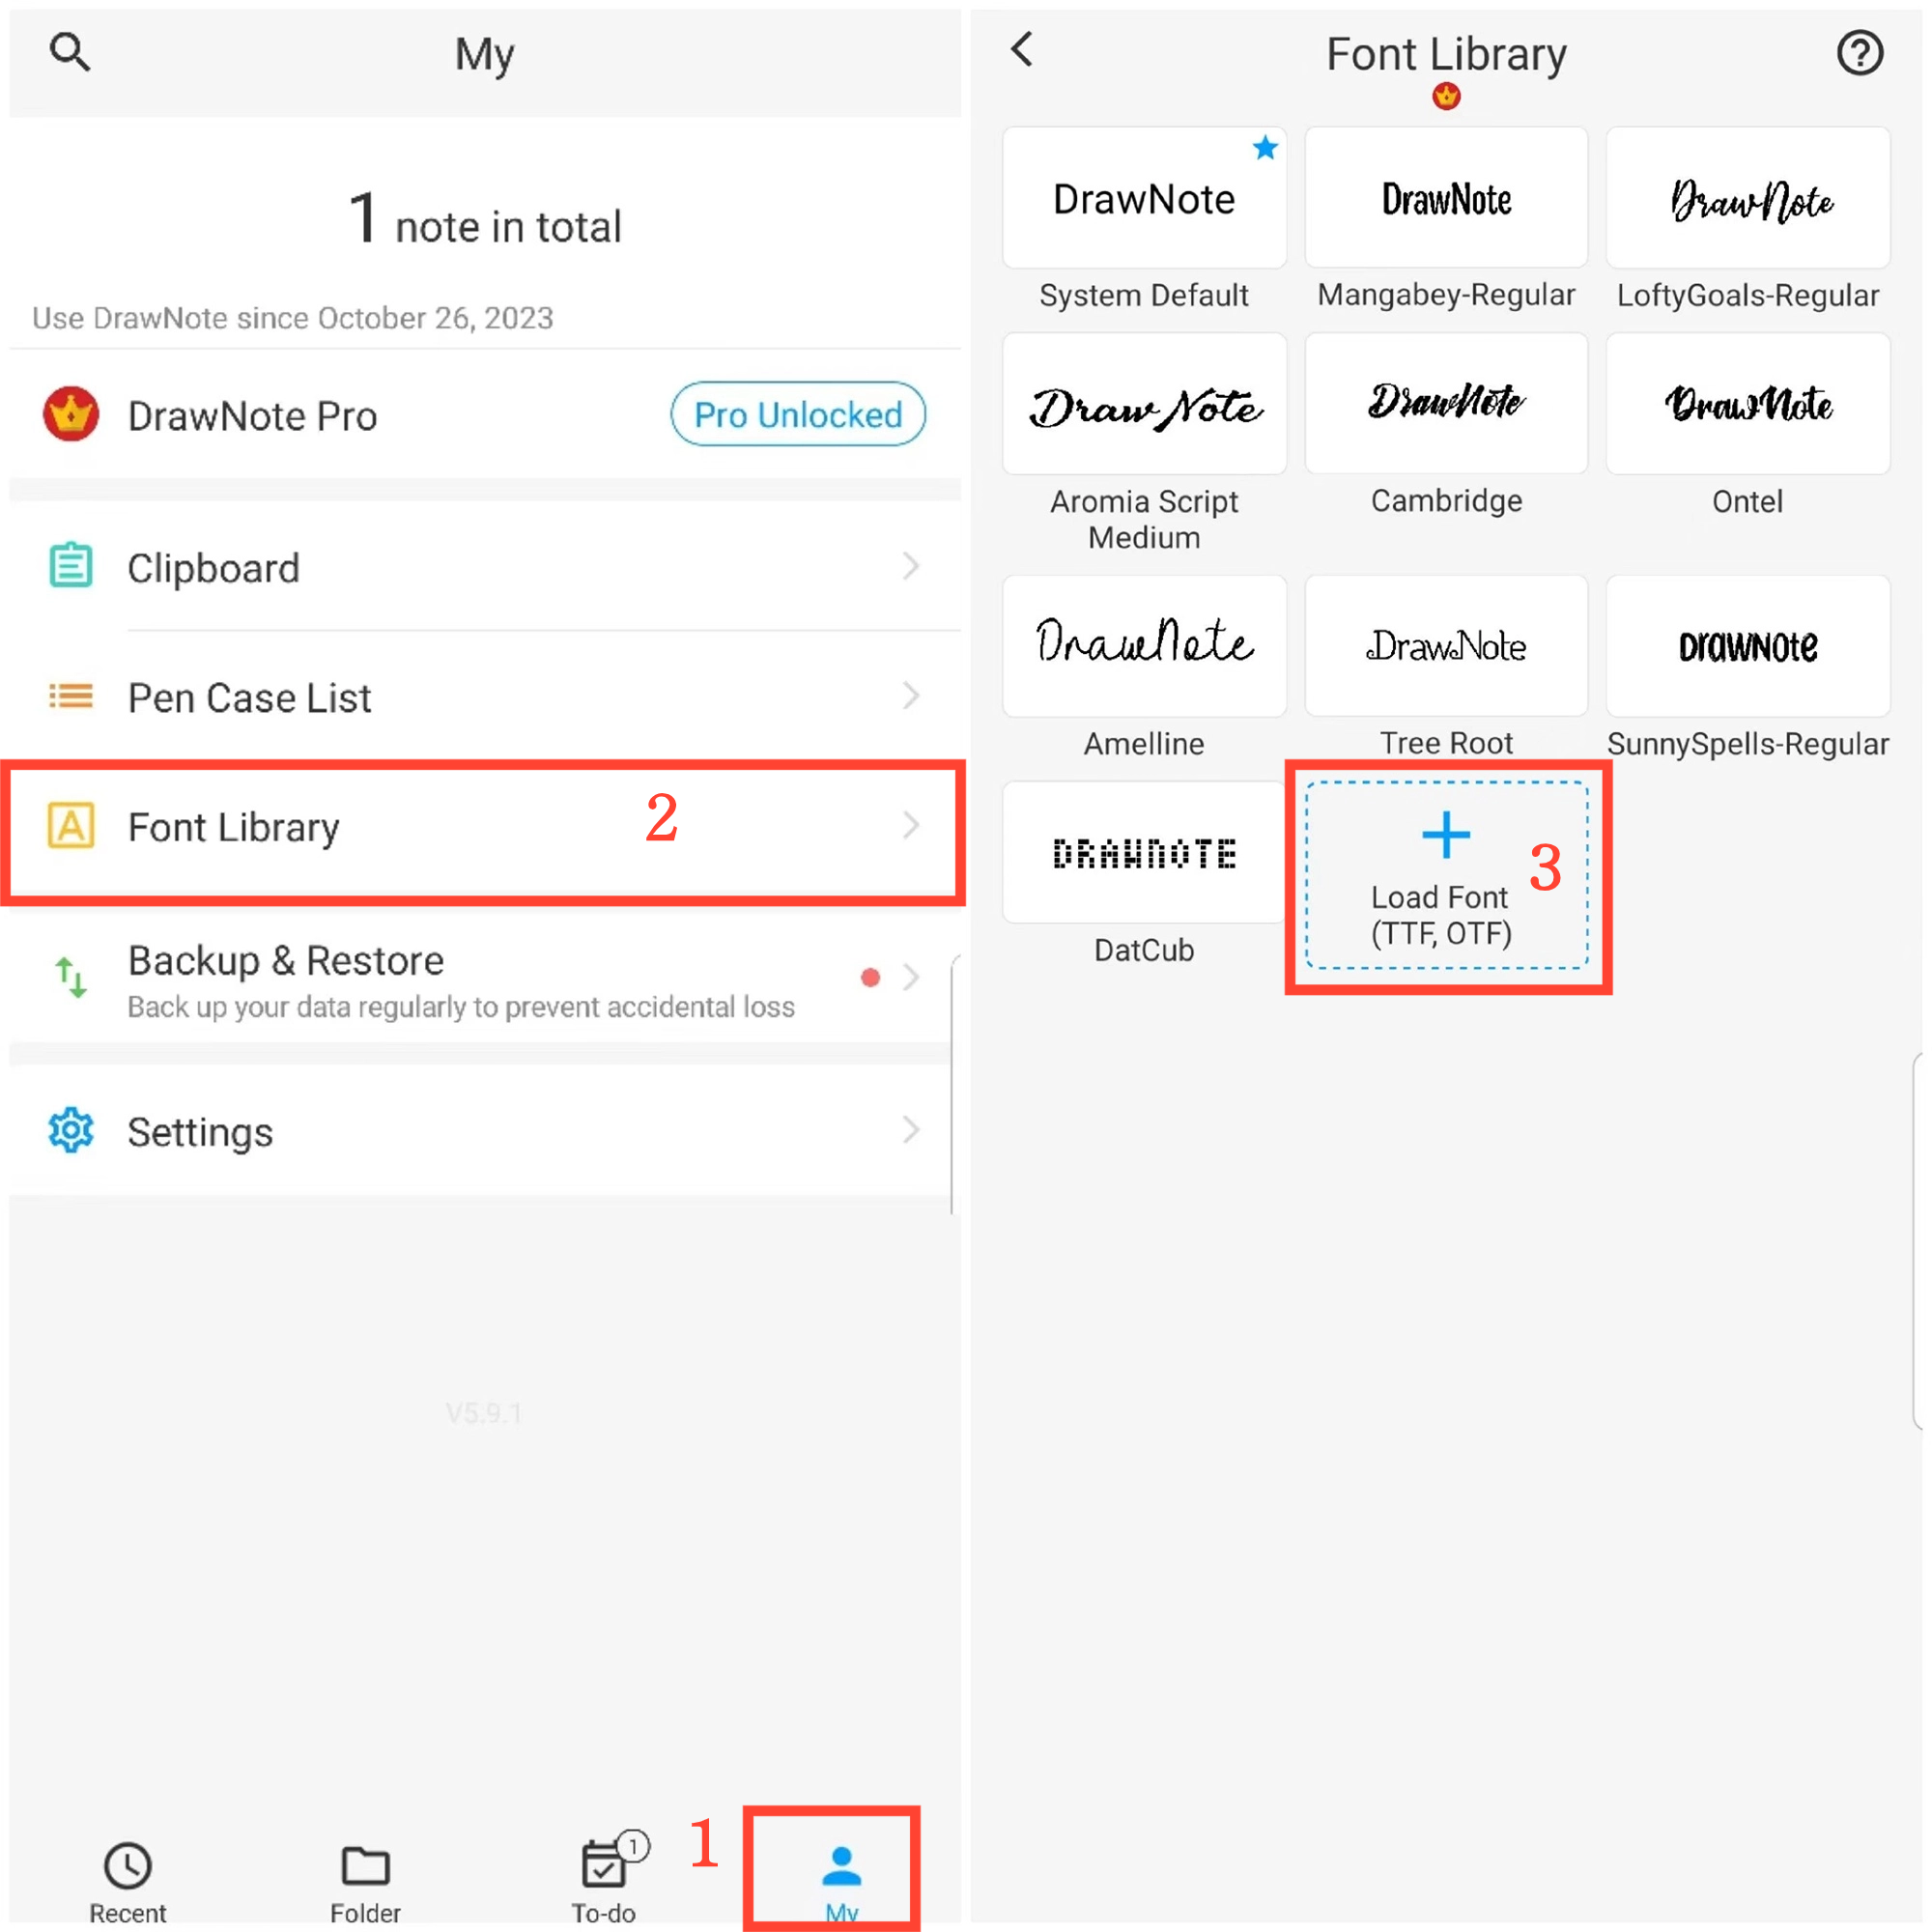 My
1 note in total
Use DrawNote since October 26, 2023
DrawNote Pro
Pro Unlocked
Clipboard
Pen Case List
Font Library
2
Backup & Restore
Back up your data regularly to prevent accidental loss
Settings
V5.9.1
1
Recent
Folder
1
To-do
My
Font Library
DrawNote
DrawNote
DrawNote
System Default
Mangabey-Regular
LoftyGoals-Regular
DrawNote
DrawNote
DrawNote
Aromia Script
Medium
Cambridge
Ontel
DrawNote
DrawNote
DrawNote
Amelline
Tree Root
SunnySpells-Regular
DRAWNOTE
DatCub
Load Font
(TTF, OTF)
3